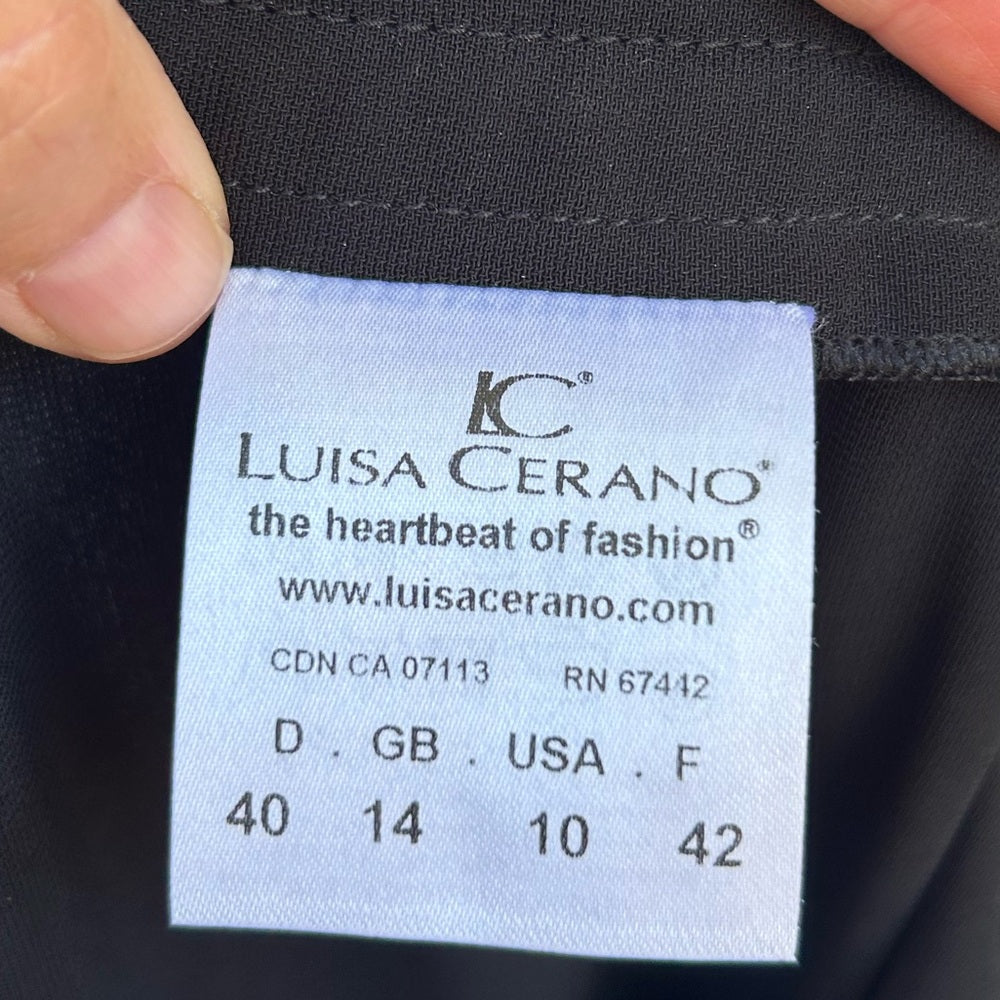 LC®
LUISA CERANO®
the heartbeat of fashion®
www.luisacerano.com
CDN CA 07113 RN 67442
D . GB . USA . F
40 14 10 42